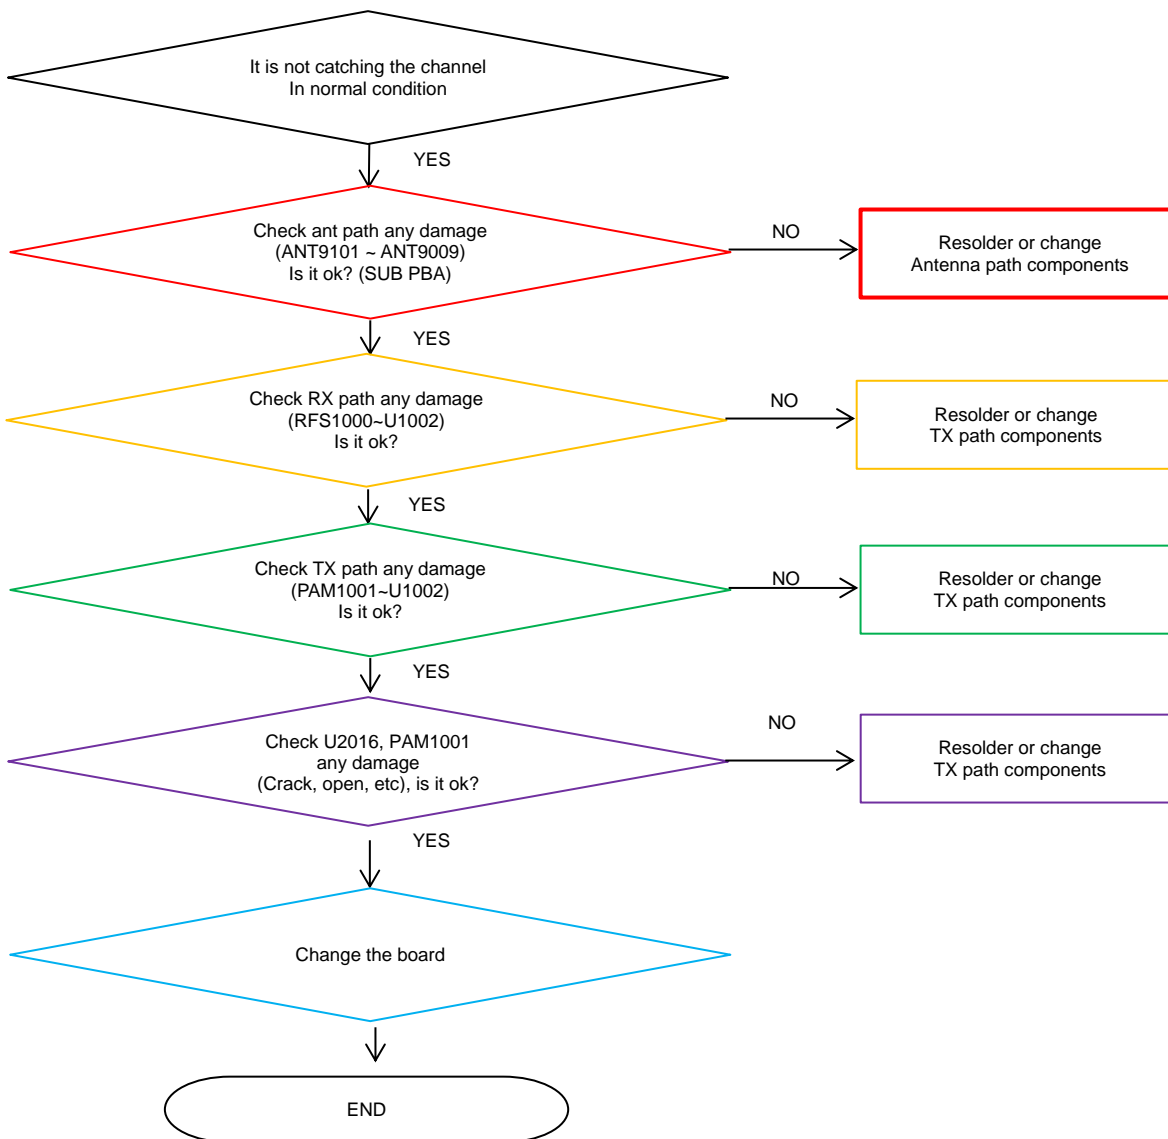 It is not catching the channel
In normal condition
YES
Check ant path any damage
(ANT9101 ~ ANT9009)
Is it ok? (SUB PBA)
NO
Resolder or change
Antenna path components
YES
Check RX path any damage
(RFS1000~U1002)
Is it ok?
NO
Resolder or change
TX path components
YES
Check TX path any damage
(PAM1001~U1002)
Is it ok?
NO
Resolder or change
TX path components
YES
Check U2016, PAM1001
any damage
(Crack, open, etc), is it ok?
NO
Resolder or change
TX path components
YES
Change the board
END